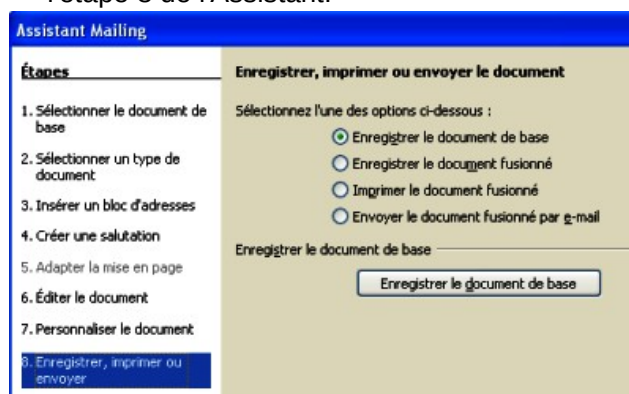 l'étape 8 de l'Assistant.
Assistant Mailing
Étapes
1. Sélectionner le document de
base
2. Sélectionner un type de
document
3. Insérer un bloc d'adresses
4. Créer une salutation
5. Adapter la mise en page
6. Éditer le document
7. Personnaliser le document
8. Enregistrer, imprimer ou
envoyer
Enregistrer, imprimer ou envoyer le document
Sélectionnez l'une des options ci-dessous :
Enregistrer le document de base
Enregistrer le document fusionné
Imprimer le document fusionné
Envoyer le document fusionné par e-mail
Enregistrer le document de base
Enregistrer le document de base